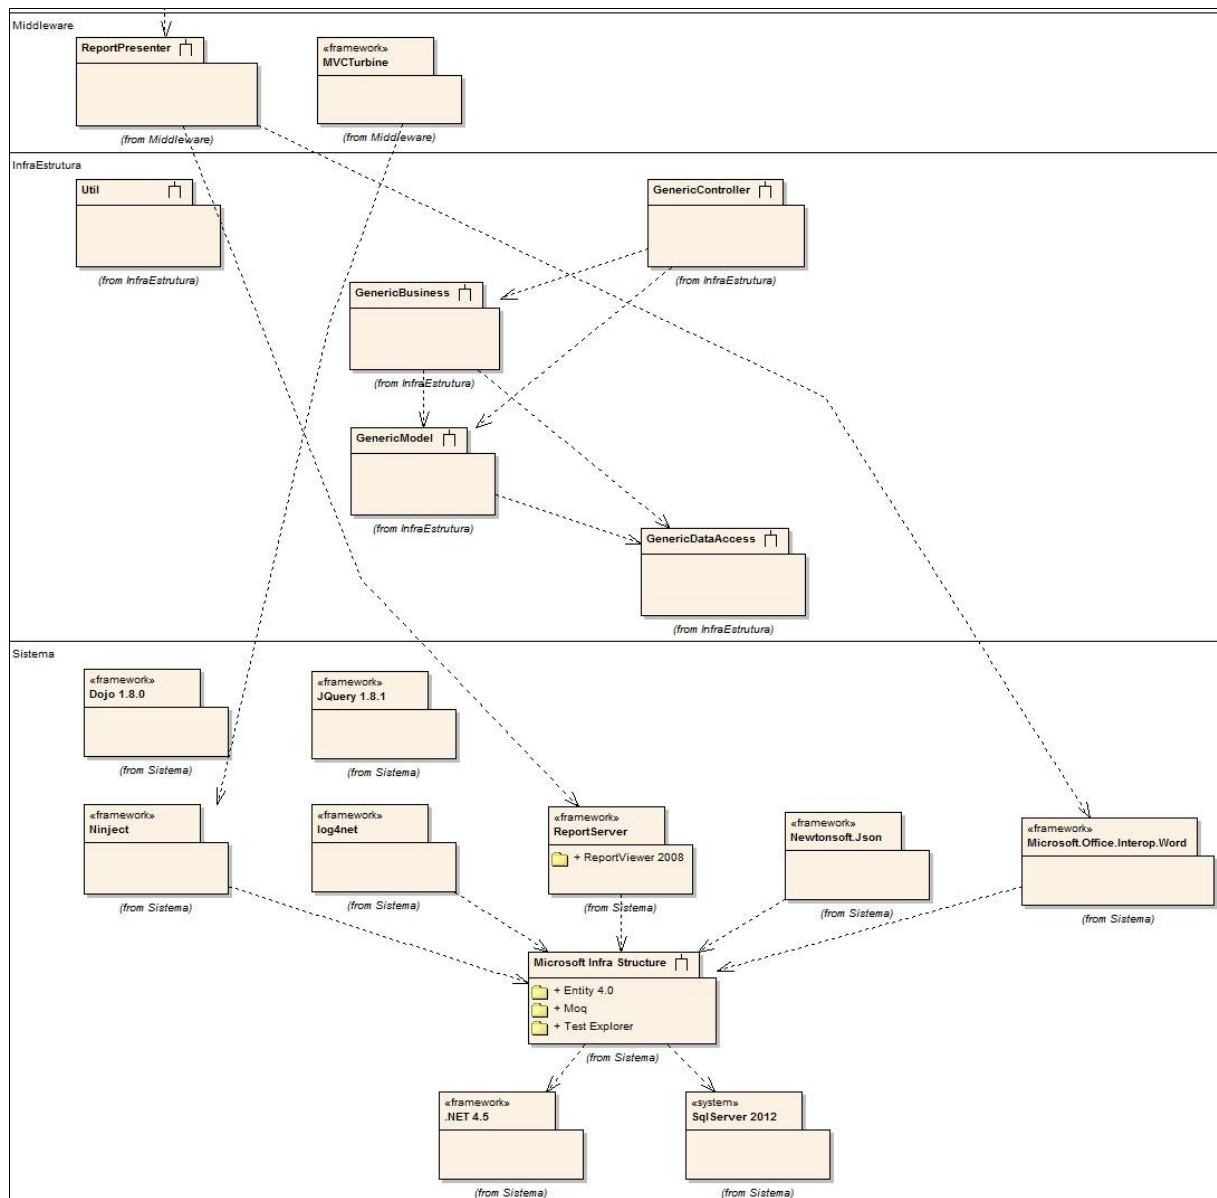 Middleware
ReportPresenter
(from Middleware)
«framework»
MVCTurbine
(from Middleware)
InfraEstrutura
Util
(from InfraEstrutura)
GenericController
(from InfraEstrutura)
GenericBusiness
(from InfraEstrutura)
GenericModel
(from InfraEstrutura)
GenericDataAccess
(from InfraEstrutura)
Sistema
«framework»
Dojo 1.8.0
(from Sistema)
«framework»
JQuery 1.8.1
(from Sistema)
«framework»
Ninject
(from Sistema)
«framework»
log4net
(from Sistema)
«framework»
ReportServer
+ ReportViewer 2008
(from Sistema)
«framework»
Newtonsoft.Json
(from Sistema)
«framework»
Microsoft.Office.Interop.Word
(from Sistema)
Microsoft Infra Structure
+ Entity 4.0
+ Moq
+ Test Explorer
(from Sistema)
«framework»
.NET 4.5
(from Sistema)
«system»
SqlServer 2012
(from Sistema)